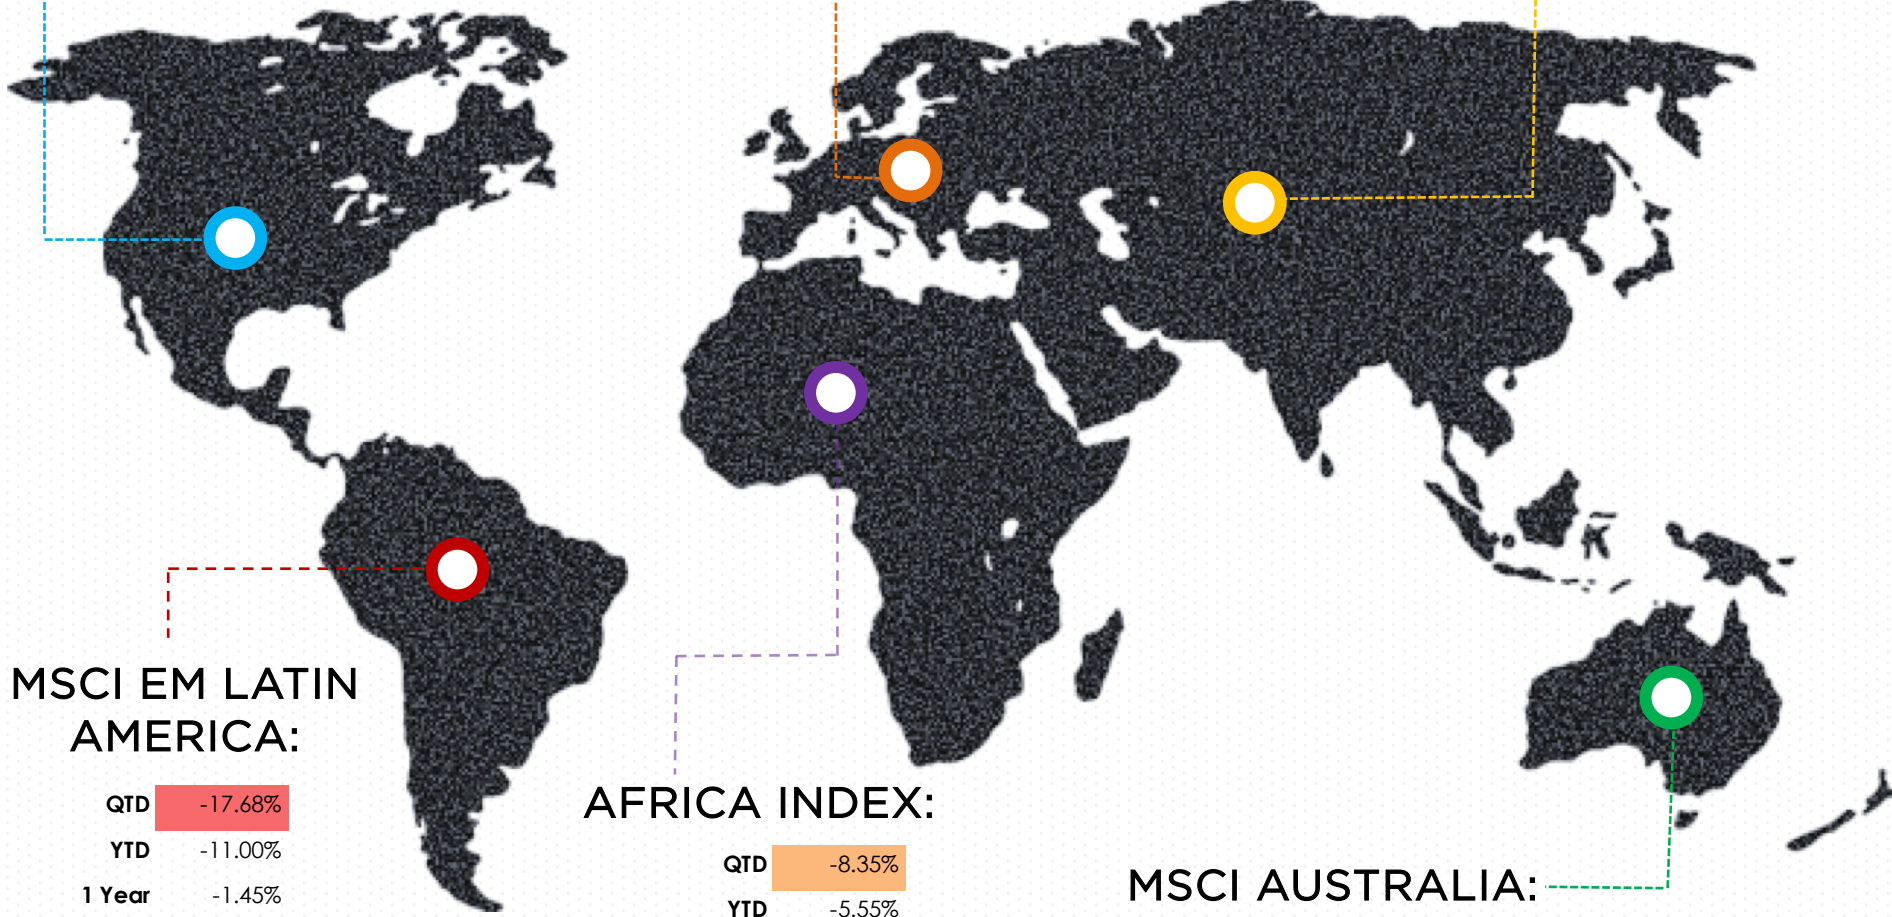 MSCI EM LATIN
AMERICA:
QTD -17.68%
YTD -11.00%
1 Year -1.45%
AFRICA INDEX:
QTD -8.35%
YTD -5.55%
MSCI AUSTRALIA: